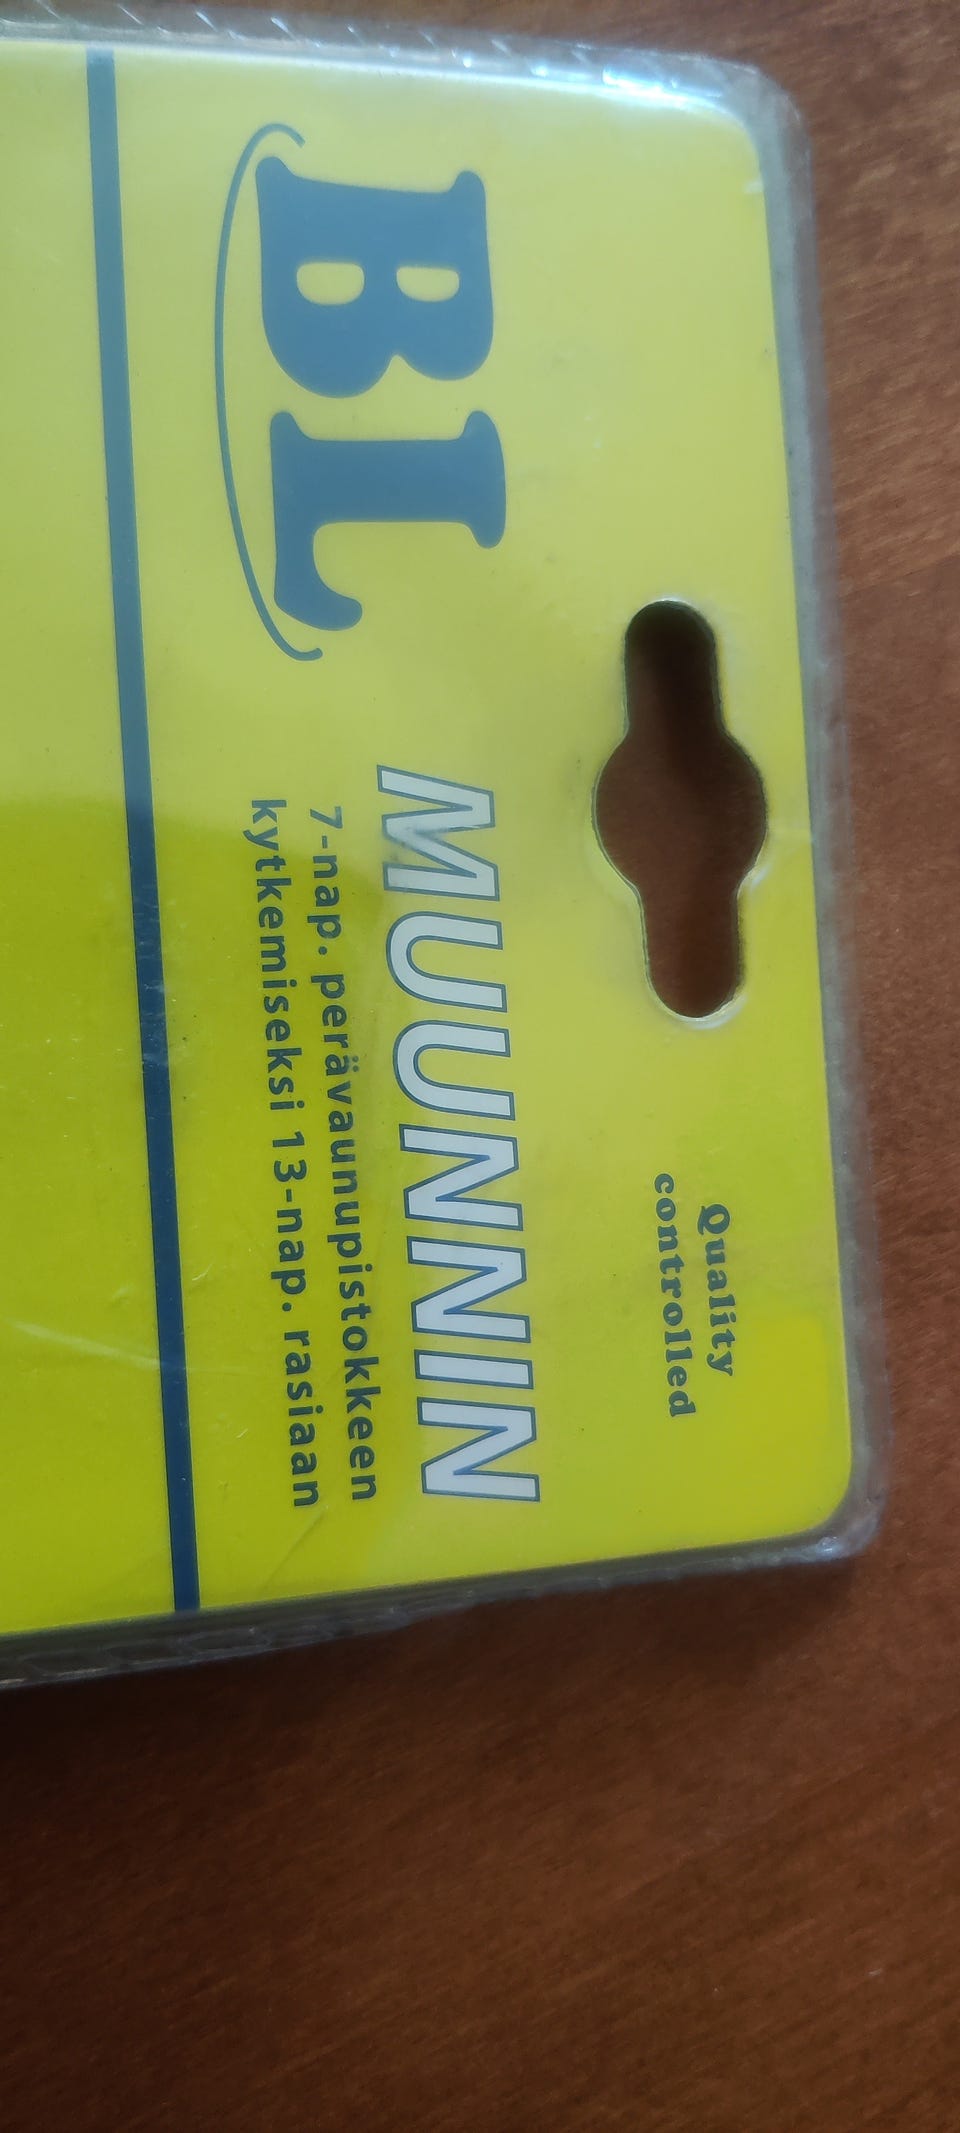 Quality
controlled
BL
MUUNNIN
7-nap. perävaunupistokkeen
kytkemiseksi 13-nap. rasiaan